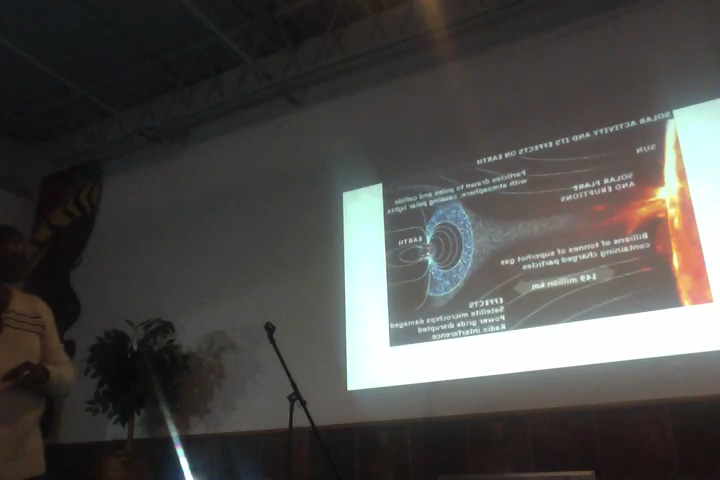 SOLAR ACTIVITY AND ITS EFFECTS ON EARTH
SUN
SOLAR FLARE
AND ERUPTIONS
Particles drawn to poles and collide
with atmosphere, causing polar lights
EARTH
Billions of tonnes of superhot gas
containing charged particles
149 million km
EFFECTS
Satellite microchips damaged
Power grids disrupted
Radio interference